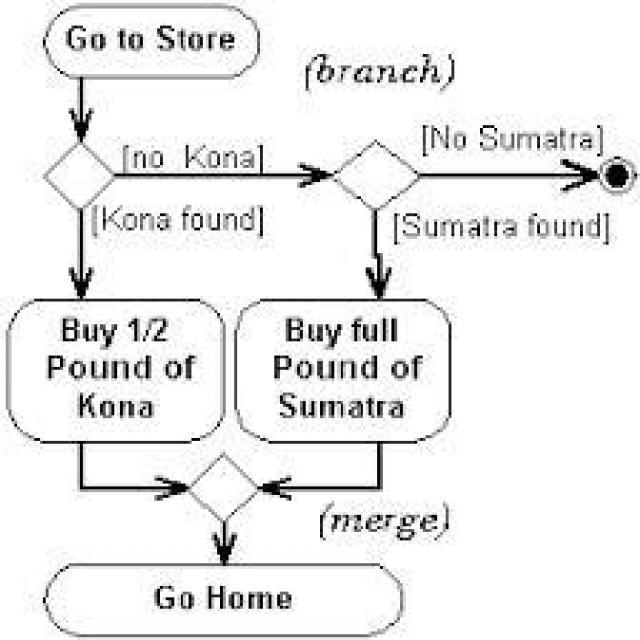 Go to Store
(branch)
[No Sumatra]
[no Kona]
[Kona found]
[Sumatra found]
Buy 1/2
Pound of
Kona
Buy full
Pound of
Sumatra
(merge)
Go Home